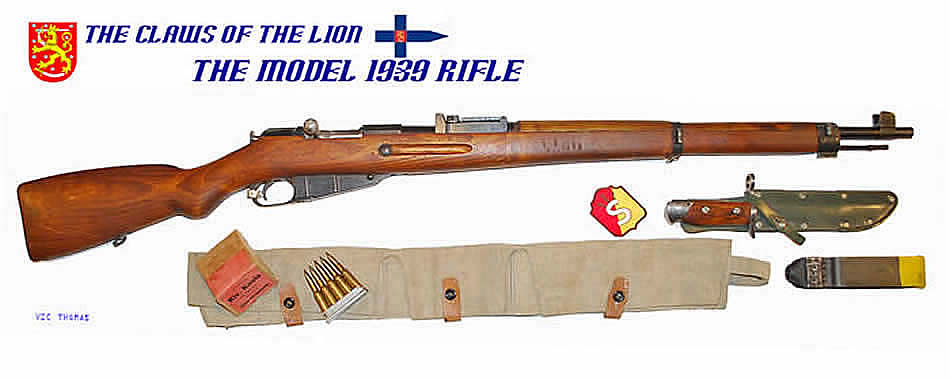 THE CLAWS OF THE LION
THE MODEL 1939 RIFLE
S
VIC THOMAS